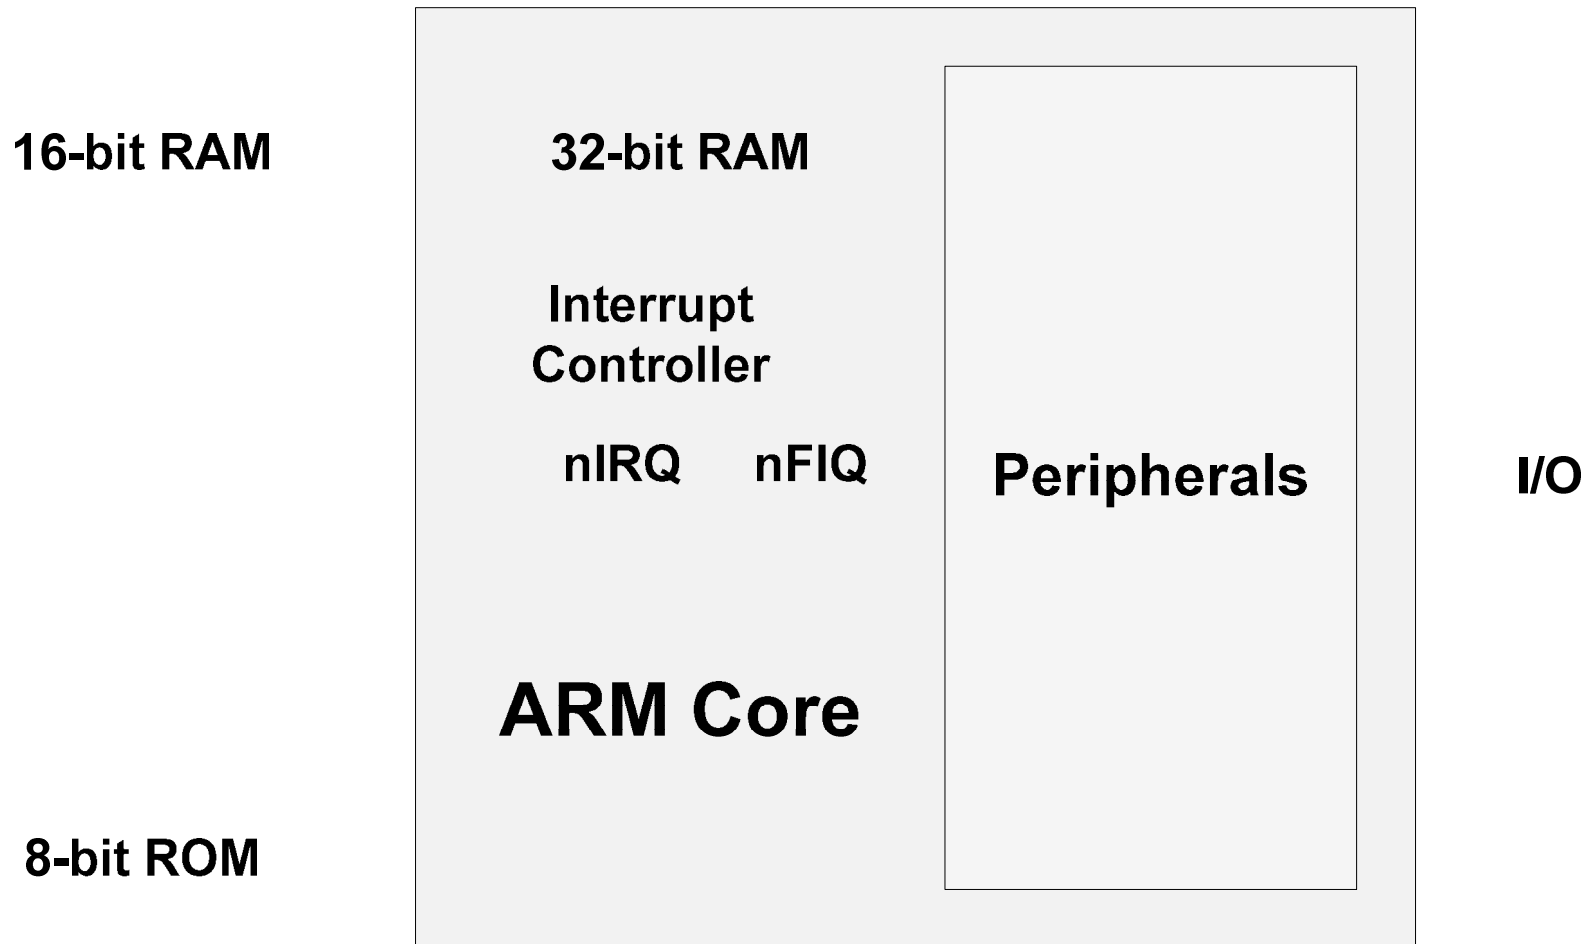 16-bit RAM
32-bit RAM
Interrupt
Controller
nIRQ
nFIQ
Peripherals
I/O
ARM Core
8-bit ROM